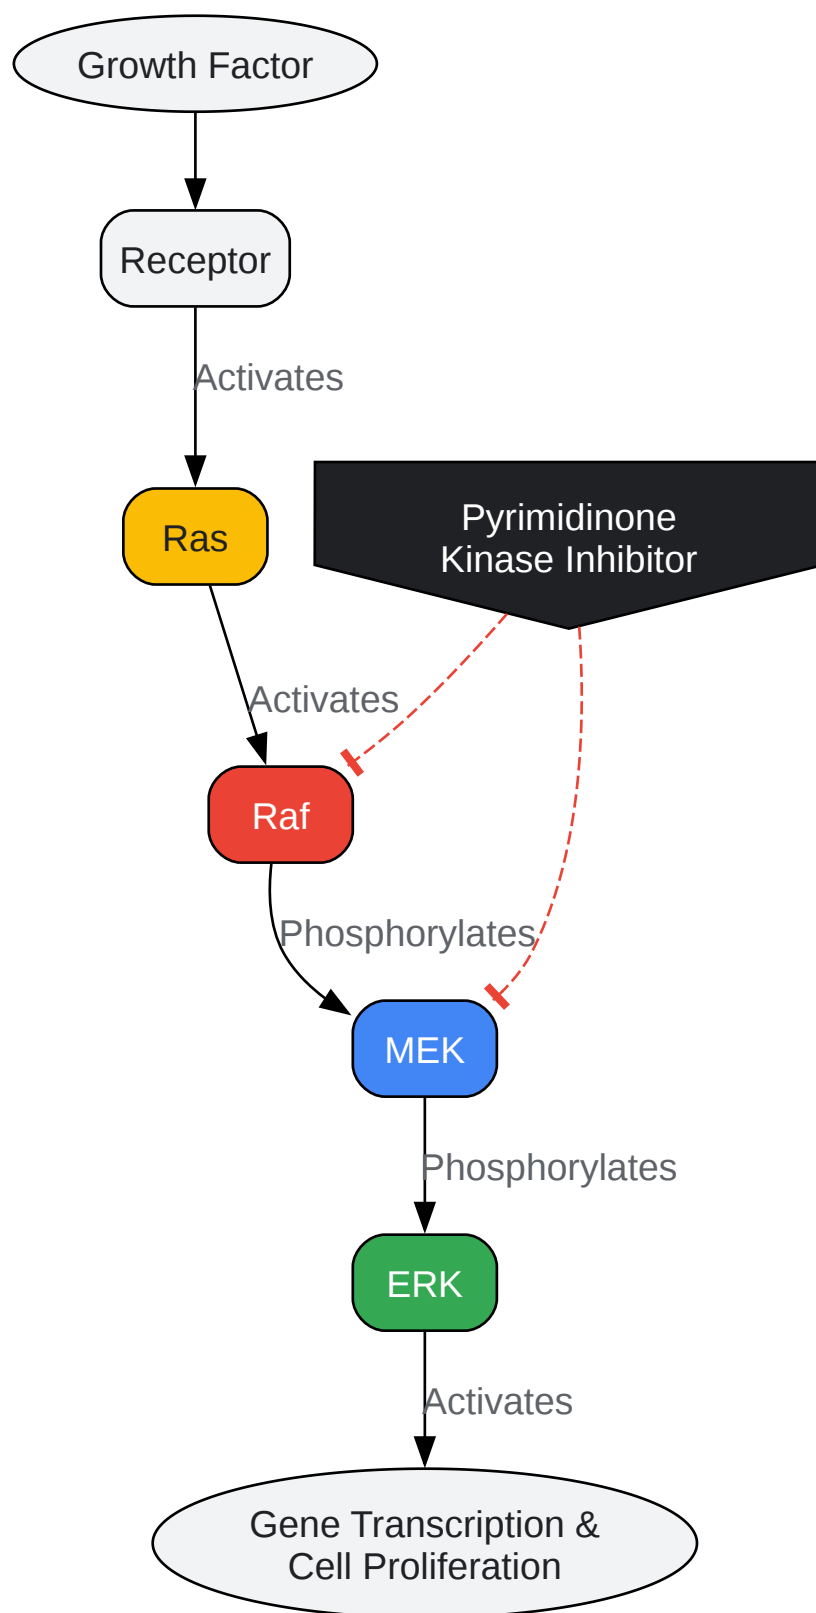 Growth Factor
Receptor
Activates
Ras
Pyrimidinone
Kinase Inhibitor
Activates
Raf
Phosphorylates
MEK
Phosphorylates
ERK
Activates
Gene Transcription &
Cell Proliferation